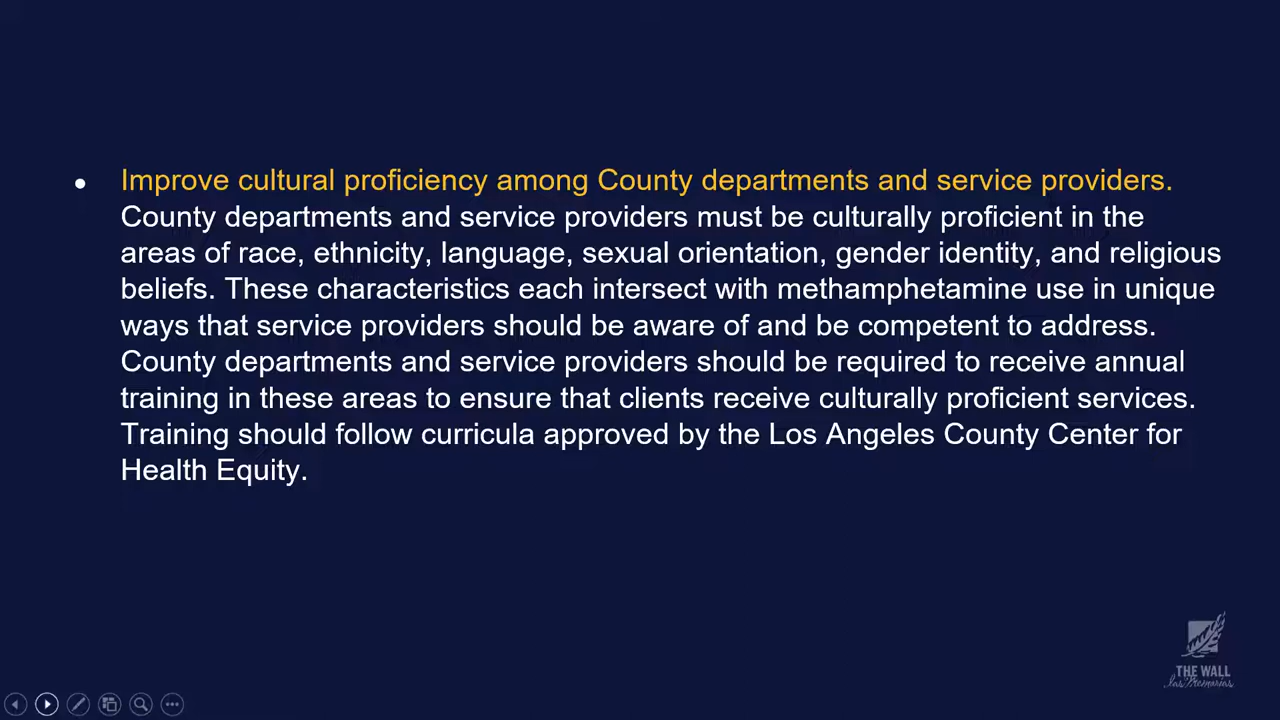 • Improve cultural proficiency among County departments and service providers.
County departments and service providers must be culturally proficient in the
areas of race, ethnicity, language, sexual orientation, gender identity, and religious
beliefs. These characteristics each intersect with methamphetamine use in unique
ways that service providers should be aware of and be competent to address.
County departments and service providers should be required to receive annual
training in these areas to ensure that clients receive culturally proficient services.
Training should follow curricula approved by the Los Angeles County Center for
Health Equity.
THE WALL
Las Memorias